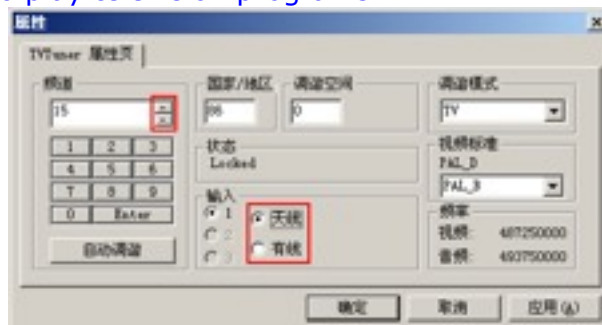 属性
TVTuner 属性页
频道
15
1 2 3
4 5 6
7 8 9
0 Enter
自动调谐
国家/地区
86
调谐空间
0
状态
Locked
输入
1
2
3
天线
有线
调谐模式
TV
视频标准
PAL_D
PAL_D
频率
视频: 487250000
音频: 493750000
确定
取消
应用(A)